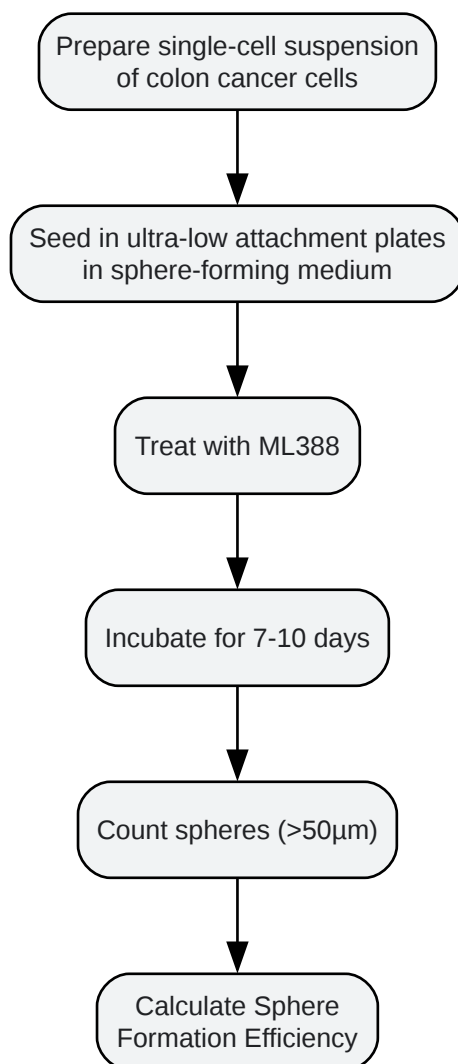 Prepare single-cell suspension
of colon cancer cells
Seed in ultra-low attachment plates
in sphere-forming medium
Treat with ML388
Incubate for 7-10 days
Count spheres (>50µm)
Calculate Sphere
Formation Efficiency